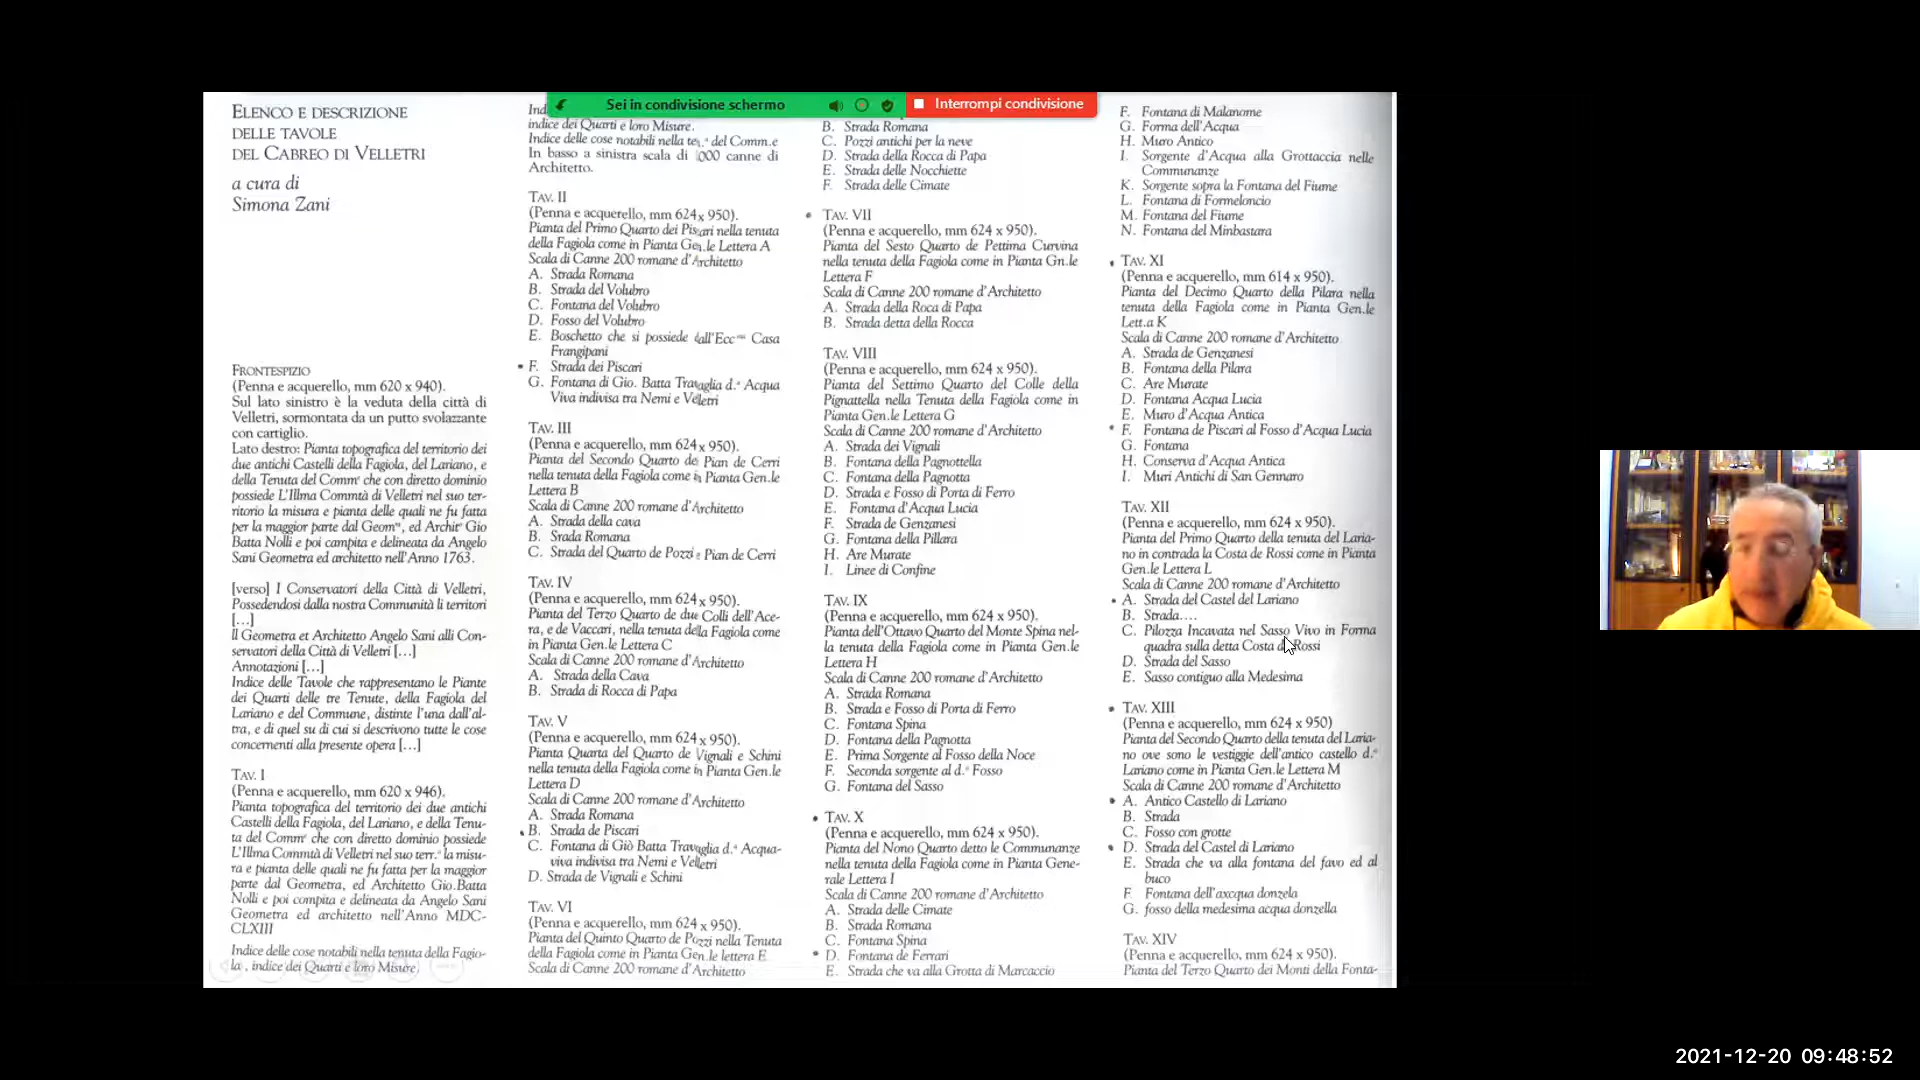 Sei in condivisione schermo
Interrompi condivisione
ELENCO E DESCRIZIONE
DELLE TAVOLE
DEL CABREO DI VELLETRI
a cura di
Simona Zani
FRONTESPIZIO
(Penna e acquerello, mm 620 x 940).
Sul lato sinistro è la veduta della città di
Velletri, sormontata da un putto svolazzante
con cartiglio.
Lato destro: Pianta topografica del territorio dei
due antichi Castelli della Fagiola, del Lariano, e
della Tenuta del Comm.e che con diretto dominio
possiede L'Illma Commtà di Velletri nel suo ter-
ritorio la misura e pianta delle quali ne fu fatta
per la maggior parte dal Geom, ed Archit Gio
Batta Nolli e poi campita e delineata da Angelo
Sani Geometra ed architetto nell'Anno 1763.
[verso] I Conservatori della Città di Velletri,
Possedendosi dalla nostra Communità li territori
[...]
Il Geometra et Architetto Angelo Sani alli Con-
servatori della Città di Velletri [...]
Annotazioni [...]
Indice delle Tavole che rappresentano le Piante
dei Quarti delle tre Tenute, della Fagiola del
Lariano e del Commune, distinte l'una dall'al-
tra, e di quel su di cui si descrivono tutte le cose
concernenti alla presente opera [...]
TAV. I
(Penna e acquerello, mm 620 x 946).
Pianta topografica del territorio dei due antichi
Castelli della Fagiola, del Lariano, e della Tenu-
ta del Comm.e che con diretto dominio possiede
L'Illma Commtà di Velletri nel suo terr.° la misu-
ra e pianta delle quali ne fu fatta per la maggior
parte dal Geometra, ed Architetto Gio.Batta
Nolli e poi compita e delineata da Angelo Sani
Geometra ed architetto nell'Anno MDC-
CLXIII
Indice delle cose notabili nella tenuta della Fagio-
la, indice dei Quarti e loro Misure)
Ind
indice dei Quarti e loro Misure.
Indice delle cose notabili nella te del Comm.e
In basso a sinistra scala di 000 canne di
Architetto.
TAV. II
(Penna e acquerello, mm 624 x 950).
Pianta del Primo Quarto dei Piscari nella tenuta
della Fagiola come in Pianta Gen.le Lettera A
Scala di Canne 200 romane d'Architetto
A. Strada Romana
B. Strada del Volubro
C. Fontana del Volubro
D. Fosso del Volubro
E. Boschetto che si possiede dall'Ecc Casa
Frangipani
F. Strada dei Piscari
G. Fontana di Gio. Batta Travaglia d.ª Acqua
Viva indivisa tra Nemi e Velletri
TAV. III
(Penna e acquerello, mm 624 x 950).
Pianta del Secondo Quarto de Pian de Cerri
nella tenuta della Fagiola come in Pianta Gen.le
Lettera B
Scala di Canne 200 romane d'Architetto
A. Strada della cava
B. Srada Romana
C. Strada del Quarto de Pozzi e Pian de Cerri
TAV. IV
(Penna e acquerello, mm 624 x 950).
Pianta del Terzo Quarto de due Colli dell'Ace-
ra, e de Vaccari, nella tenuta della Fagiola come
in Pianta Gen.le Lettera C
Scala di Canne 200 romane d'Architetto
A. Strada della Cava
B. Strada di Rocca di Papa
TAV. V
(Penna e acquerello, mm 624 x 950).
Pianta Quarta del Quarto de Vignali e Schini
nella tenuta della Fagiola come in Pianta Gen.le
Lettera D
Scala di Canne 200 romane d'Architetto
A. Strada Romana
B. Strada de Piscari
C. Fontana di Giò Batta Travaglia d.ª Acqua-
viva indivisa tra Nemi e Velletri
D. Strada de Vignali e Schini
TAV. VI
(Penna e acquerello, mm 624 x 950).
Pianta del Quinto Quarto de Pozzi nella Tenuta
della Fagiola come in Pianta Gen.le lettera E
Scala di Canne 200 romane d'Architetto
B. Strada Romana
C. Pozzi antichi per la neve
D. Strada della Rocca di Papa
E. Strada delle Nocchiette
F. Strada delle Cimate
TAV. VII
(Penna e acquerello, mm 624 x 950).
Pianta del Sesto Quarto de Pettima Curvina
nella tenuta della Fagiola come in Pianta Gn.le
Lettera F
Scala di Canne 200 romane d'Architetto
A. Strada della Roca di Papa
B. Strada detta della Rocca
TAV. VIII
(Penna e acquerello, mm 624 x 950).
Pianta del Settimo Quarto del Colle della
Pignattella nella Tenuta della Fagiola come in
Pianta Gen.le Lettera G
Scala di Canne 200 romane d'Architetto
A. Strada dei Vignali
B. Fontana della Pagnottella
C. Fontana della Pagnotta
D. Strada e Fosso di Porta di Ferro
E. Fontana d'Acqua Lucia
F. Strada de Genzanesi
G. Fontana della Pillara
H. Are Murate
I. Linee di Confine
TAV. IX
(Penna e acquerello, mm 624 x 950).
Pianta dell'Ottavo Quarto del Monte Spina nel-
la tenuta della Fagiola come in Pianta Gen.le
Lettera H
Scala di Canne 200 romane d'Architetto
A. Strada Romana
B. Strada e Fosso di Porta di Ferro
C. Fontana Spina
D. Fontana della Pagnotta
E. Prima Sorgente al Fosso della Noce
F. Seconda sorgente al d.° Fosso
G. Fontana del Sasso
TAV. X
(Penna e acquerello, mm 624 x 950).
Pianta del Nono Quarto detto le Communanze
nella tenuta della Fagiola come in Pianta Gene-
rale Lettera I
Scala di Canne 200 romane d'Architetto
A. Strada delle Cimate
B. Strada Romana
C. Fontana Spina
D. Fontana de Ferrari
E. Strada che va alla Grotta di Marcaccio
F. Fontana di Malanome
G. Forma dell'Acqua
H. Muro Antico
I. Sorgente d'Acqua alla Grottaccia nelle
Communanze
K. Sorgente sopra la Fontana del Fiume
L. Fontana di Formeloncio
M. Fontana del Fiume
N. Fontana del Minbastara
TAV. XI
(Penna e acquerello, mm 614 x 950).
Pianta del Decimo Quarto della Pilara nella
tenuta della Fagiola come in Pianta Gen.le
Lett.a K
Scala di Canne 200 romane d'Architetto
A. Strada de Genzanesi
B. Fontana della Pilara
C. Are Murate
D. Fontana Acqua Lucia
E. Muro d'Acqua Antica
F. Fontana de Piscari al Fosso d'Acqua Lucia
G. Fontana
H. Conserva d'Acqua Antica
I. Muri Antichi di San Gennaro
TAV. XII
(Penna e acquerello, mm 624 x 950).
Pianta del Primo Quarto della tenuta del Laria-
no in contrada la Costa de Rossi come in Pianta
Gen.le Lettera L
Scala di Canne 200 romane d'Architetto
A. Strada del Castel del Lariano
B. Strada....
C. Pilozza Incavata nel Sasso Vivo in Forma
quadra sulla detta Costa de Rossi
D. Strada del Sasso
E. Sasso contiguo alla Medesima
TAV. XIII
(Penna e acquerello, mm 624 x 950)
Pianta del Secondo Quarto della tenuta del Laria-
no ove sono le vestiggie dell'antico castello d.°
Lariano come in Pianta Gen.le Lettera M
Scala di Canne 200 romane d'Architetto
A. Antico Castello di Lariano
B. Strada
C. Fosso con grotte
D. Strada del Castel di Lariano
E. Strada che va alla fontana del favo ed al
buco
F. Fontana dell'axcqua donzela
G. fosso della medesima acqua donzella
TAV. XIV
(Penna e acquerello, mm 624 x 950).
Pianta del Terzo Quarto dei Monti della Fonta-
2021-12-20 09:48:52